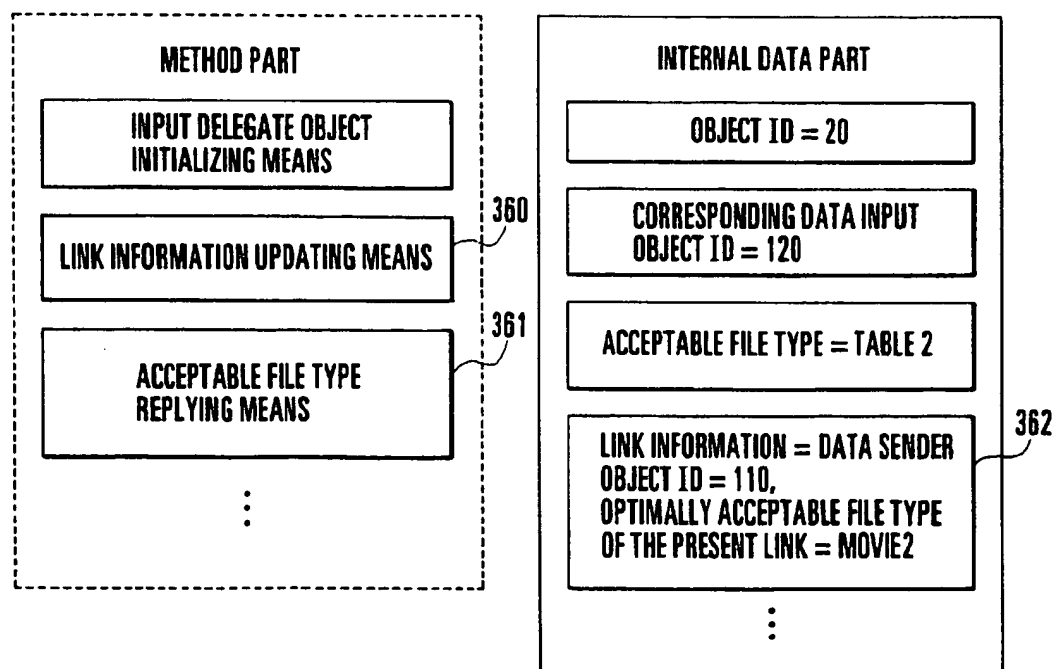 METHOD PART
INPUT DELEGATE OBJECT
INITIALIZING MEANS
360
LINK INFORMATION UPDATING MEANS
361
ACCEPTABLE FILE TYPE
REPLYING MEANS
INTERNAL DATA PART
OBJECT ID = 20
CORRESPONDING DATA INPUT
OBJECT ID = 120
ACCEPTABLE FILE TYPE = TABLE 2
362
LINK INFORMATION = DATA SENDER
OBJECT ID = 110,
OPTIMALLY ACCEPTABLE FILE TYPE
OF THE PRESENT LINK = MOVIE2